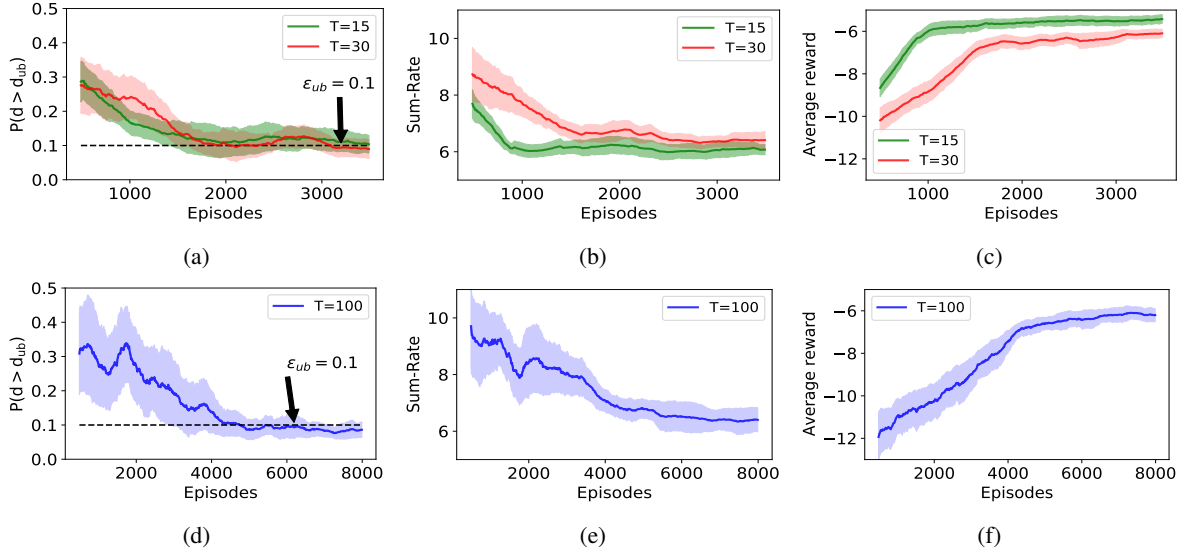 0.5
0.4
0.3
0.2
0.1
0.0
P(d > d_ub)
T=15
T=30
ε_ub = 0.1
1000 2000 3000
Episodes
(a)
10
8
6
Sum-Rate
T=15
T=30
1000 2000 3000
Episodes
(b)
−6
−8
−10
−12
Average reward
T=15
T=30
1000 2000 3000
Episodes
(c)
0.5
0.4
0.3
0.2
0.1
0.0
P(d > d_ub)
T=100
ε_ub = 0.1
2000 4000 6000 8000
Episodes
(d)
10
8
6
Sum-Rate
T=100
2000 4000 6000 8000
Episodes
(e)
−6
−8
−10
−12
Average reward
T=100
2000 4000 6000 8000
Episodes
(f)